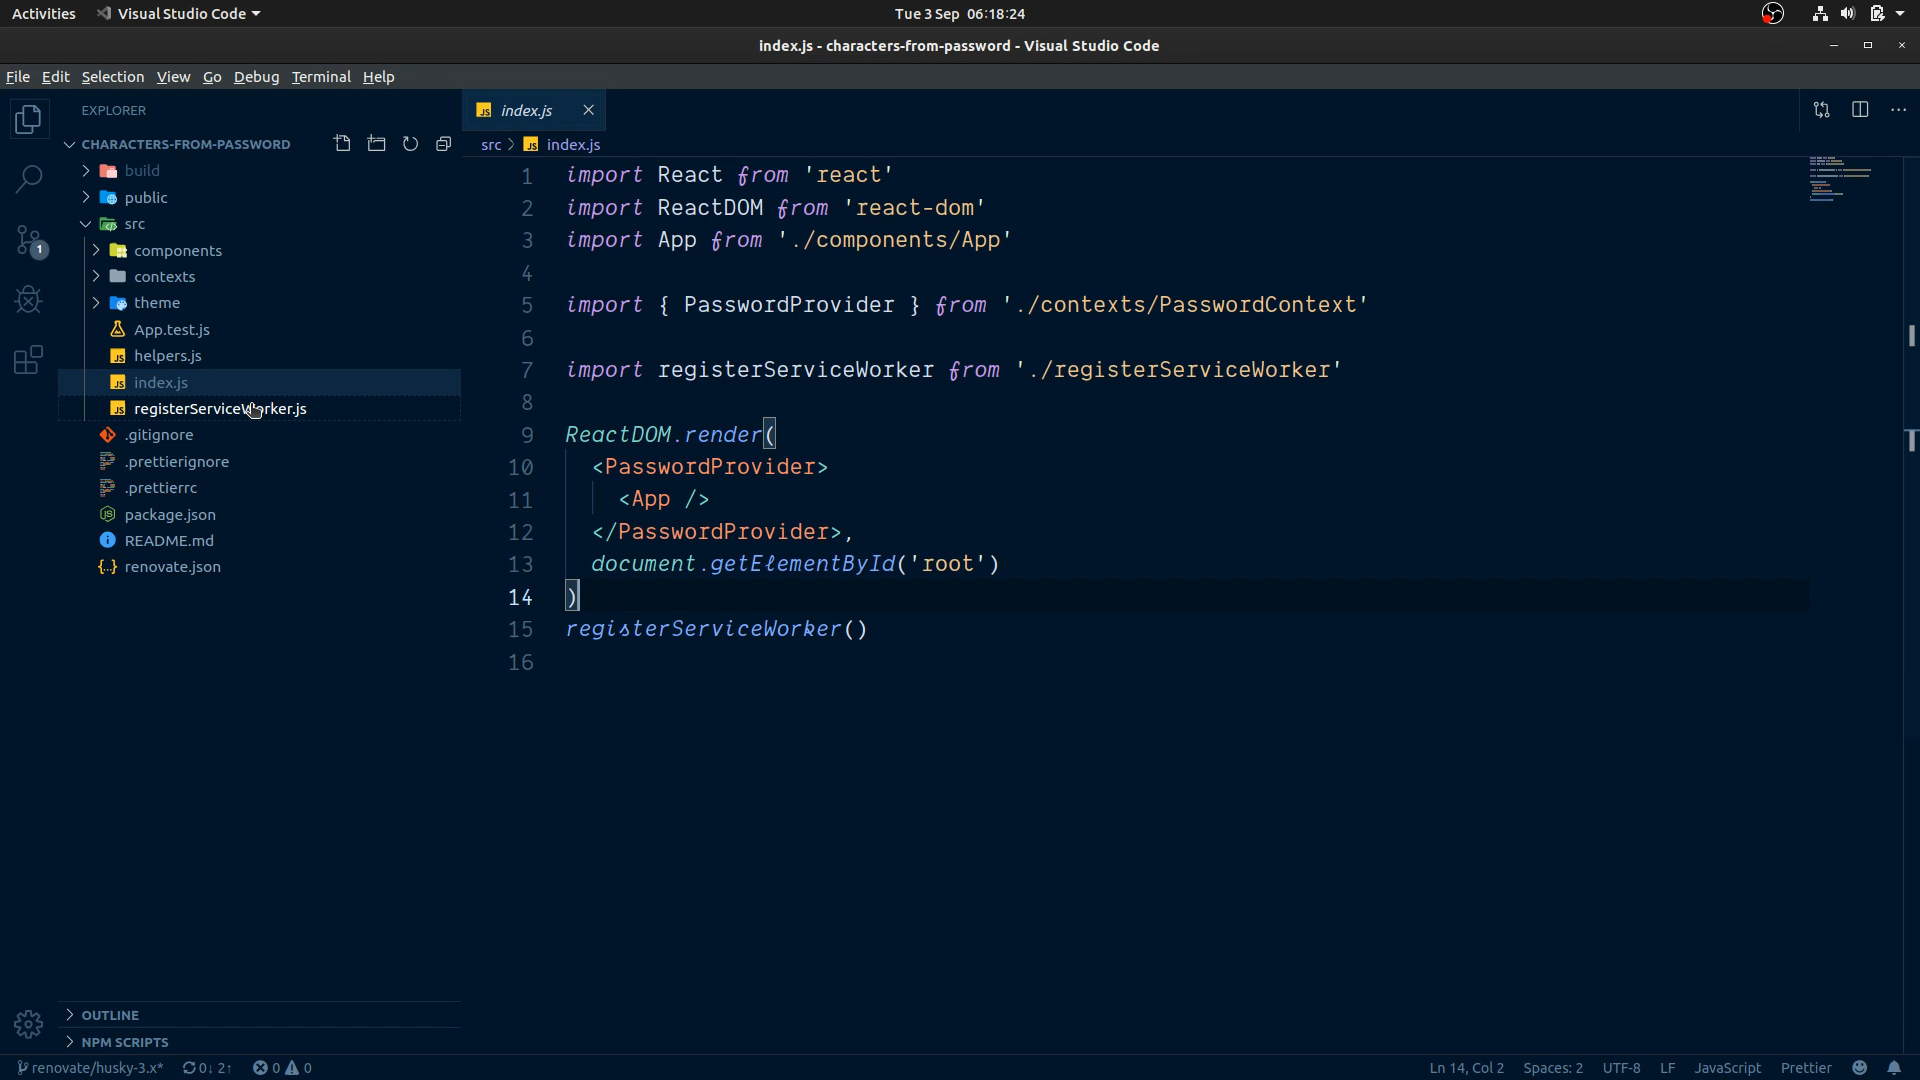 Activities Visual Studio Code Tue 3 Sep 06:18:24
index.js - characters-from-password - Visual Studio Code
File Edit Selection View Go Debug Terminal Help
EXPLORER
CHARACTERS-FROM-PASSWORD
build
public
src
components
contexts
theme
App.test.js
helpers.js
index.js
registerServiceWorker.js
.gitignore
.prettierignore
.prettierrc
package.json
README.md
renovate.json
OUTLINE
NPM SCRIPTS
1
JS index.js
src > JS index.js
1 import React from 'react'
2 import ReactDOM from 'react-dom'
3 import App from './components/App'
4
5 import { PasswordProvider } from './contexts/PasswordContext'
6
7 import registerServiceWorker from './registerServiceWorker'
8
9 ReactDOM.render(
10 <PasswordProvider>
11 <App />
12 </PasswordProvider>,
13 document.getElementById('root')
14 )
15 registerServiceWorker()
16
renovate/husky-3.x* 0↓ 2↑ 0 0 Ln 14, Col 2 Spaces: 2 UTF-8 LF JavaScript Prettier